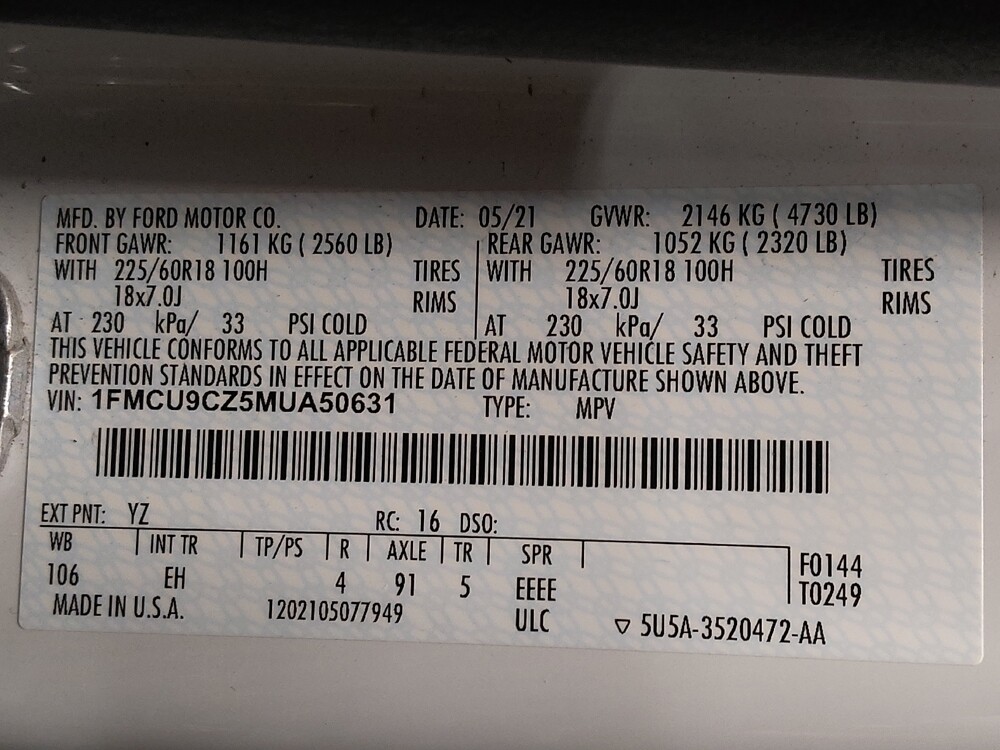 MFD. BY FORD MOTOR CO. DATE: 05/21 GVWR: 2146 KG ( 4730 LB)
FRONT GAWR: 1161 KG ( 2560 LB) REAR GAWR: 1052 KG ( 2320 LB)
WITH 225/60R18 100H TIRES WITH 225/60R18 100H TIRES
18x7.0J RIMS 18x7.0J RIMS
AT 230 kPa/ 33 PSI COLD AT 230 kPa/ 33 PSI COLD
THIS VEHICLE CONFORMS TO ALL APPLICABLE FEDERAL MOTOR VEHICLE SAFETY AND THEFT
PREVENTION STANDARDS IN EFFECT ON THE DATE OF MANUFACTURE SHOWN ABOVE.
VIN: 1FMCU9CZ5MUA50631 TYPE: MPV
EXT PNT: YZ RC: 16 DSO:
WB INT TR TP/PS R AXLE TR SPR F0144
106 EH 4 91 5 EEEE T0249
MADE IN U.S.A. 1202105077949 ULC ▽ 5U5A-3520472-AA